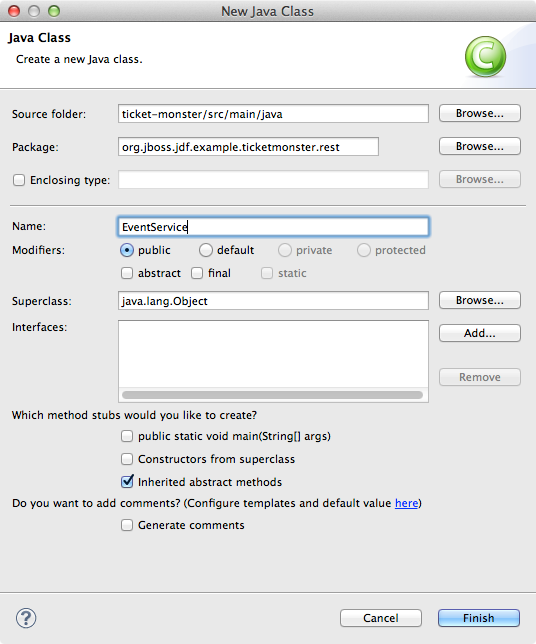 New Java Class
Java Class
Create a new Java class.
C
Source folder: ticket-monster/src/main/java Browse...
Package: org.jboss.jdf.example.ticketmonster.rest Browse...
Enclosing type: Browse...
Name: EventService
Modifiers: public default private protected
abstract final static
Superclass: java.lang.Object Browse...
Interfaces: Add...
Remove
Which method stubs would you like to create?
public static void main(String[] args)
Constructors from superclass
Inherited abstract methods
Do you want to add comments? (Configure templates and default value here)
Generate comments
? Cancel Finish